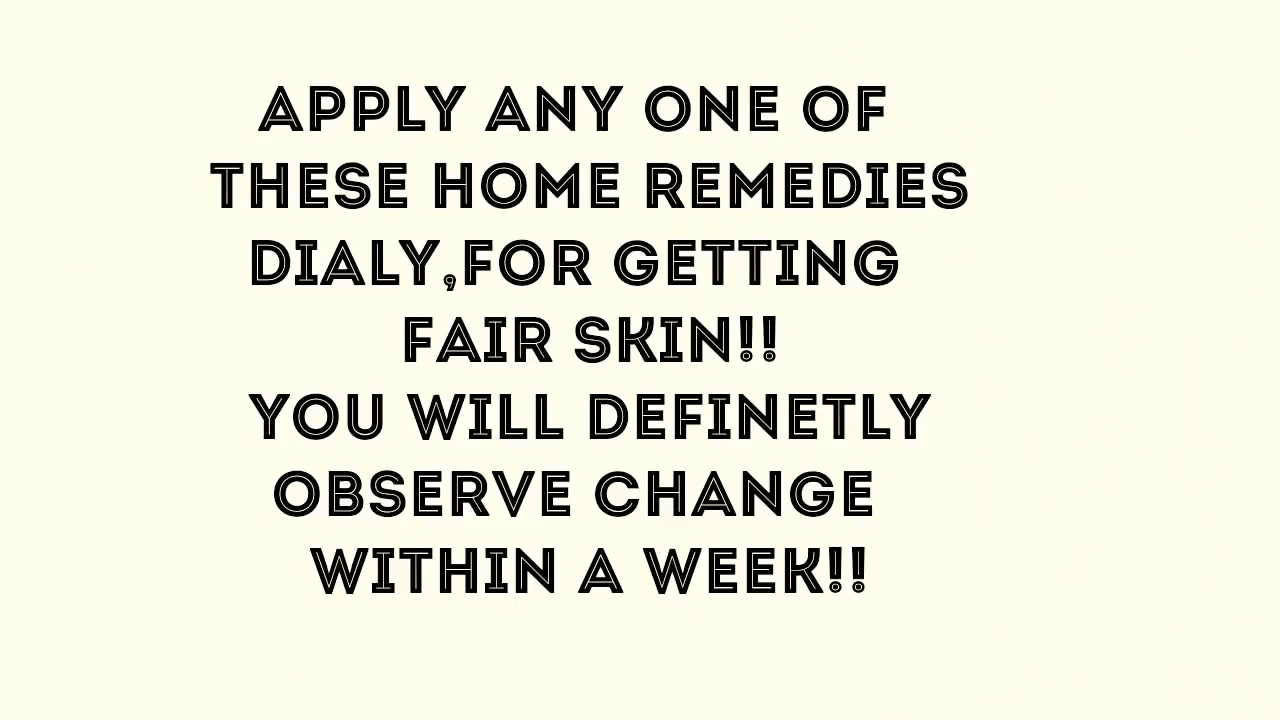 APPLY ANY ONE OF
THESE HOME REMEDIES
DIALY,FOR GETTING
FAIR SKIN!!
YOU WILL DEFINETLY
OBSERVE CHANGE
WITHIN A WEEK!!